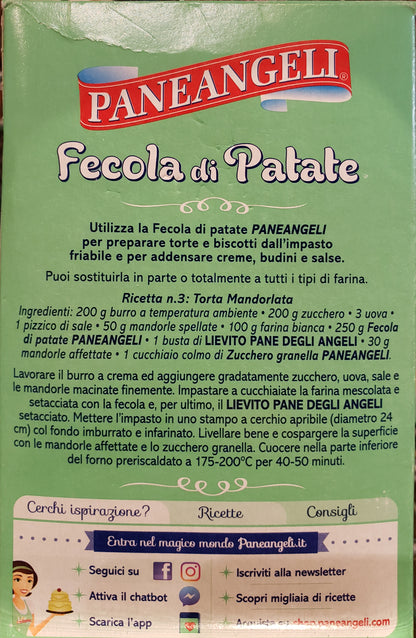 PANEANGELI®
Fecola di Patate
Utilizza la Fecola di patate PANEANGELI
per preparare torte e biscotti dall'impasto
friabile e per addensare creme, budini e salse.
Puoi sostituirla in parte o totalmente a tutti i tipi di farina.
Ricetta n.3: Torta Mandorlata
Ingredienti: 200 g burro a temperatura ambiente • 200 g zucchero • 3 uova •
1 pizzico di sale • 50 g mandorle spellate • 100 g farina bianca • 250 g Fecola
di patate PANEANGELI • 1 busta di LIEVITO PANE DEGLI ANGELI • 30 g
mandorle affettate • 1 cucchiaio colmo di Zucchero granella PANEANGELI.
Lavorare il burro a crema ed aggiungere gradatamente zucchero, uova, sale e
le mandorle macinate finemente. Impastare a cucchiaiate la farina mescolata e
setacciata con la fecola e, per ultimo, il LIEVITO PANE DEGLI ANGELI
setacciato. Mettere l'impasto in uno stampo a cerchio apribile (diametro 24
cm) col fondo imburrato e infarinato. Livellare bene e cospargere la superficie
con le mandorle affettate e lo zucchero granella. Cuocere nella parte inferiore
del forno preriscaldato a 175-200°C per 40-50 minuti.
Cerchi ispirazione? Ricette Consigli
Entra nel magico mondo Paneangeli.it
Seguici su
Iscriviti alla newsletter
Attiva il chatbot
Scopri migliaia di ricette
Scarica l'app
Acquista su shop.paneangeli.com